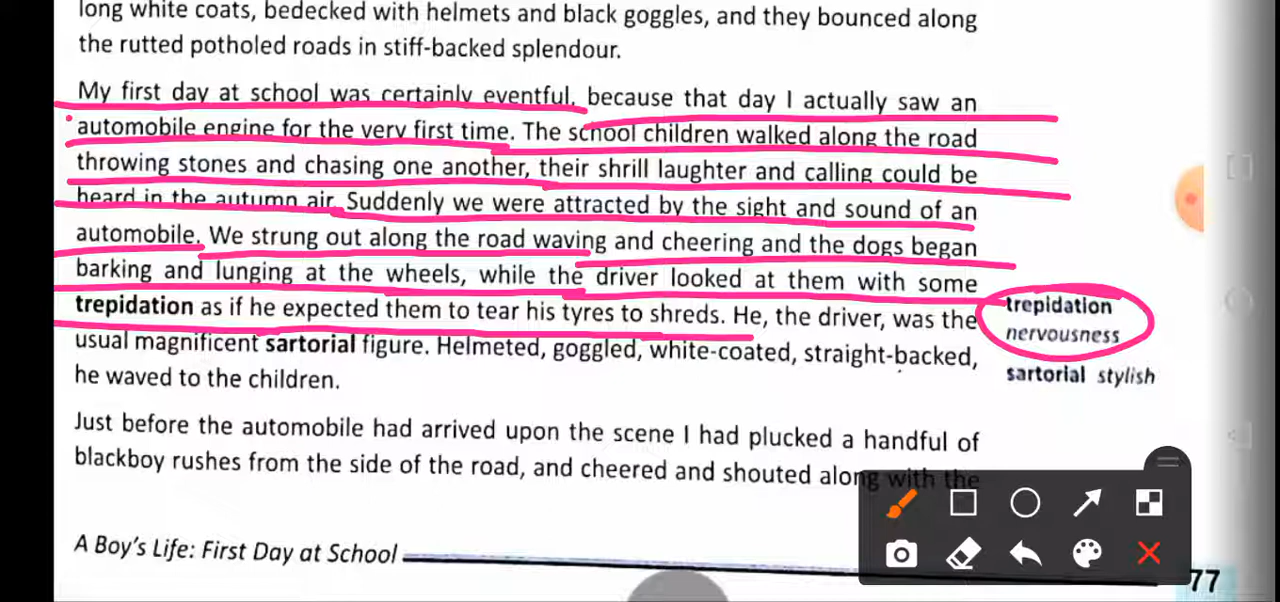 long white coats, bedecked with helmets and black goggles, and they bounced along
the rutted potholed roads in stiff-backed splendour.
My first day at school was certainly eventful, because that day I actually saw an
automobile engine for the very first time. The school children walked along the road
throwing stones and chasing one another, their shrill laughter and calling could be
heard in the autumn air. Suddenly we were attracted by the sight and sound of an
automobile. We strung out along the road waving and cheering and the dogs began
barking and lunging at the wheels, while the driver looked at them with some
trepidation as if he expected them to tear his tyres to shreds. He, the driver, was the
usual magnificent sartorial figure. Helmeted, goggled, white-coated, straight-backed,
he waved to the children.
trepidation
nervousness
sartorial stylish
Just before the automobile had arrived upon the scene I had plucked a handful of
blackboy rushes from the side of the road, and cheered and shouted along with the
A Boy's Life: First Day at School
77